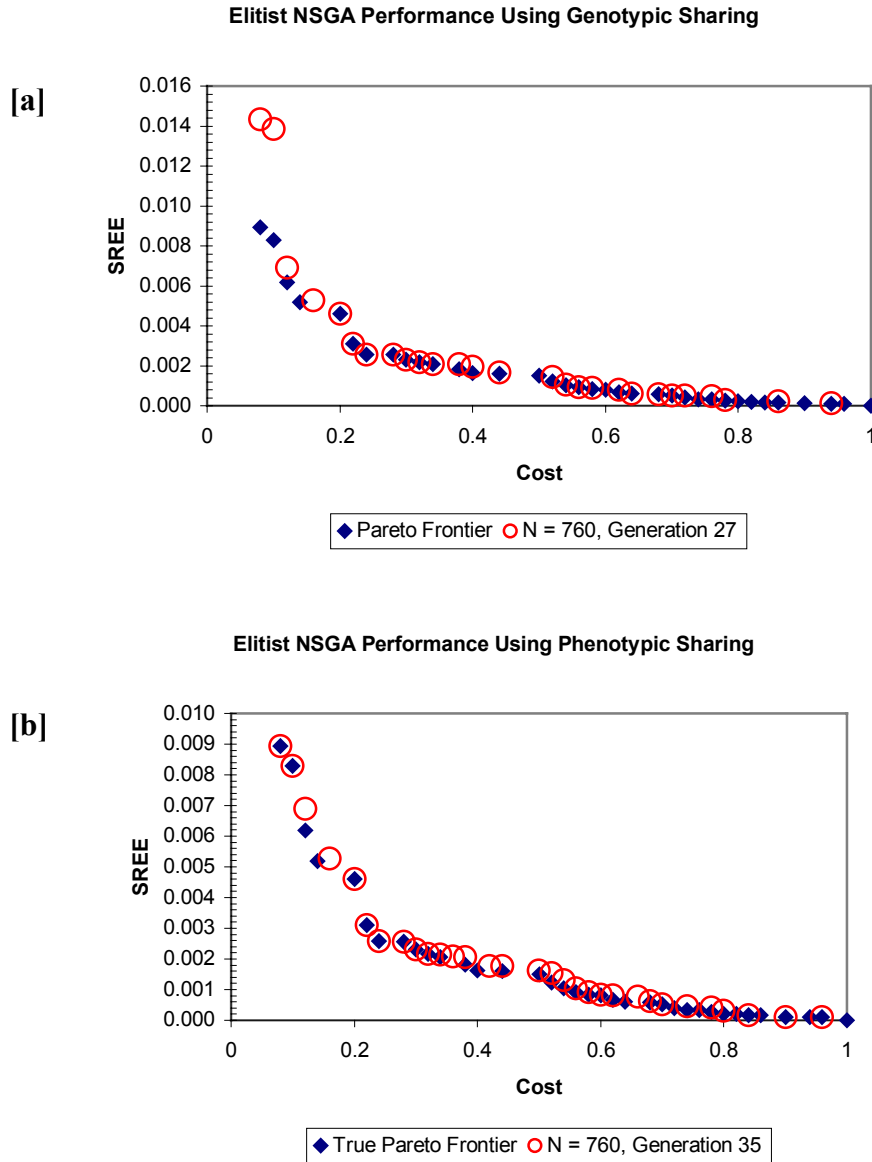 Elitist NSGA Performance Using Genotypic Sharing
[a]
0.016
0.014
0.012
0.010
0.008
0.006
0.004
0.002
0.000
SREE
0 0.2 0.4 0.6 0.8 1
Cost
Pareto Frontier N = 760, Generation 27
Elitist NSGA Performance Using Phenotypic Sharing
[b]
0.010
0.009
0.008
0.007
0.006
0.005
0.004
0.003
0.002
0.001
0.000
SREE
0 0.2 0.4 0.6 0.8 1
Cost
True Pareto Frontier N = 760, Generation 35